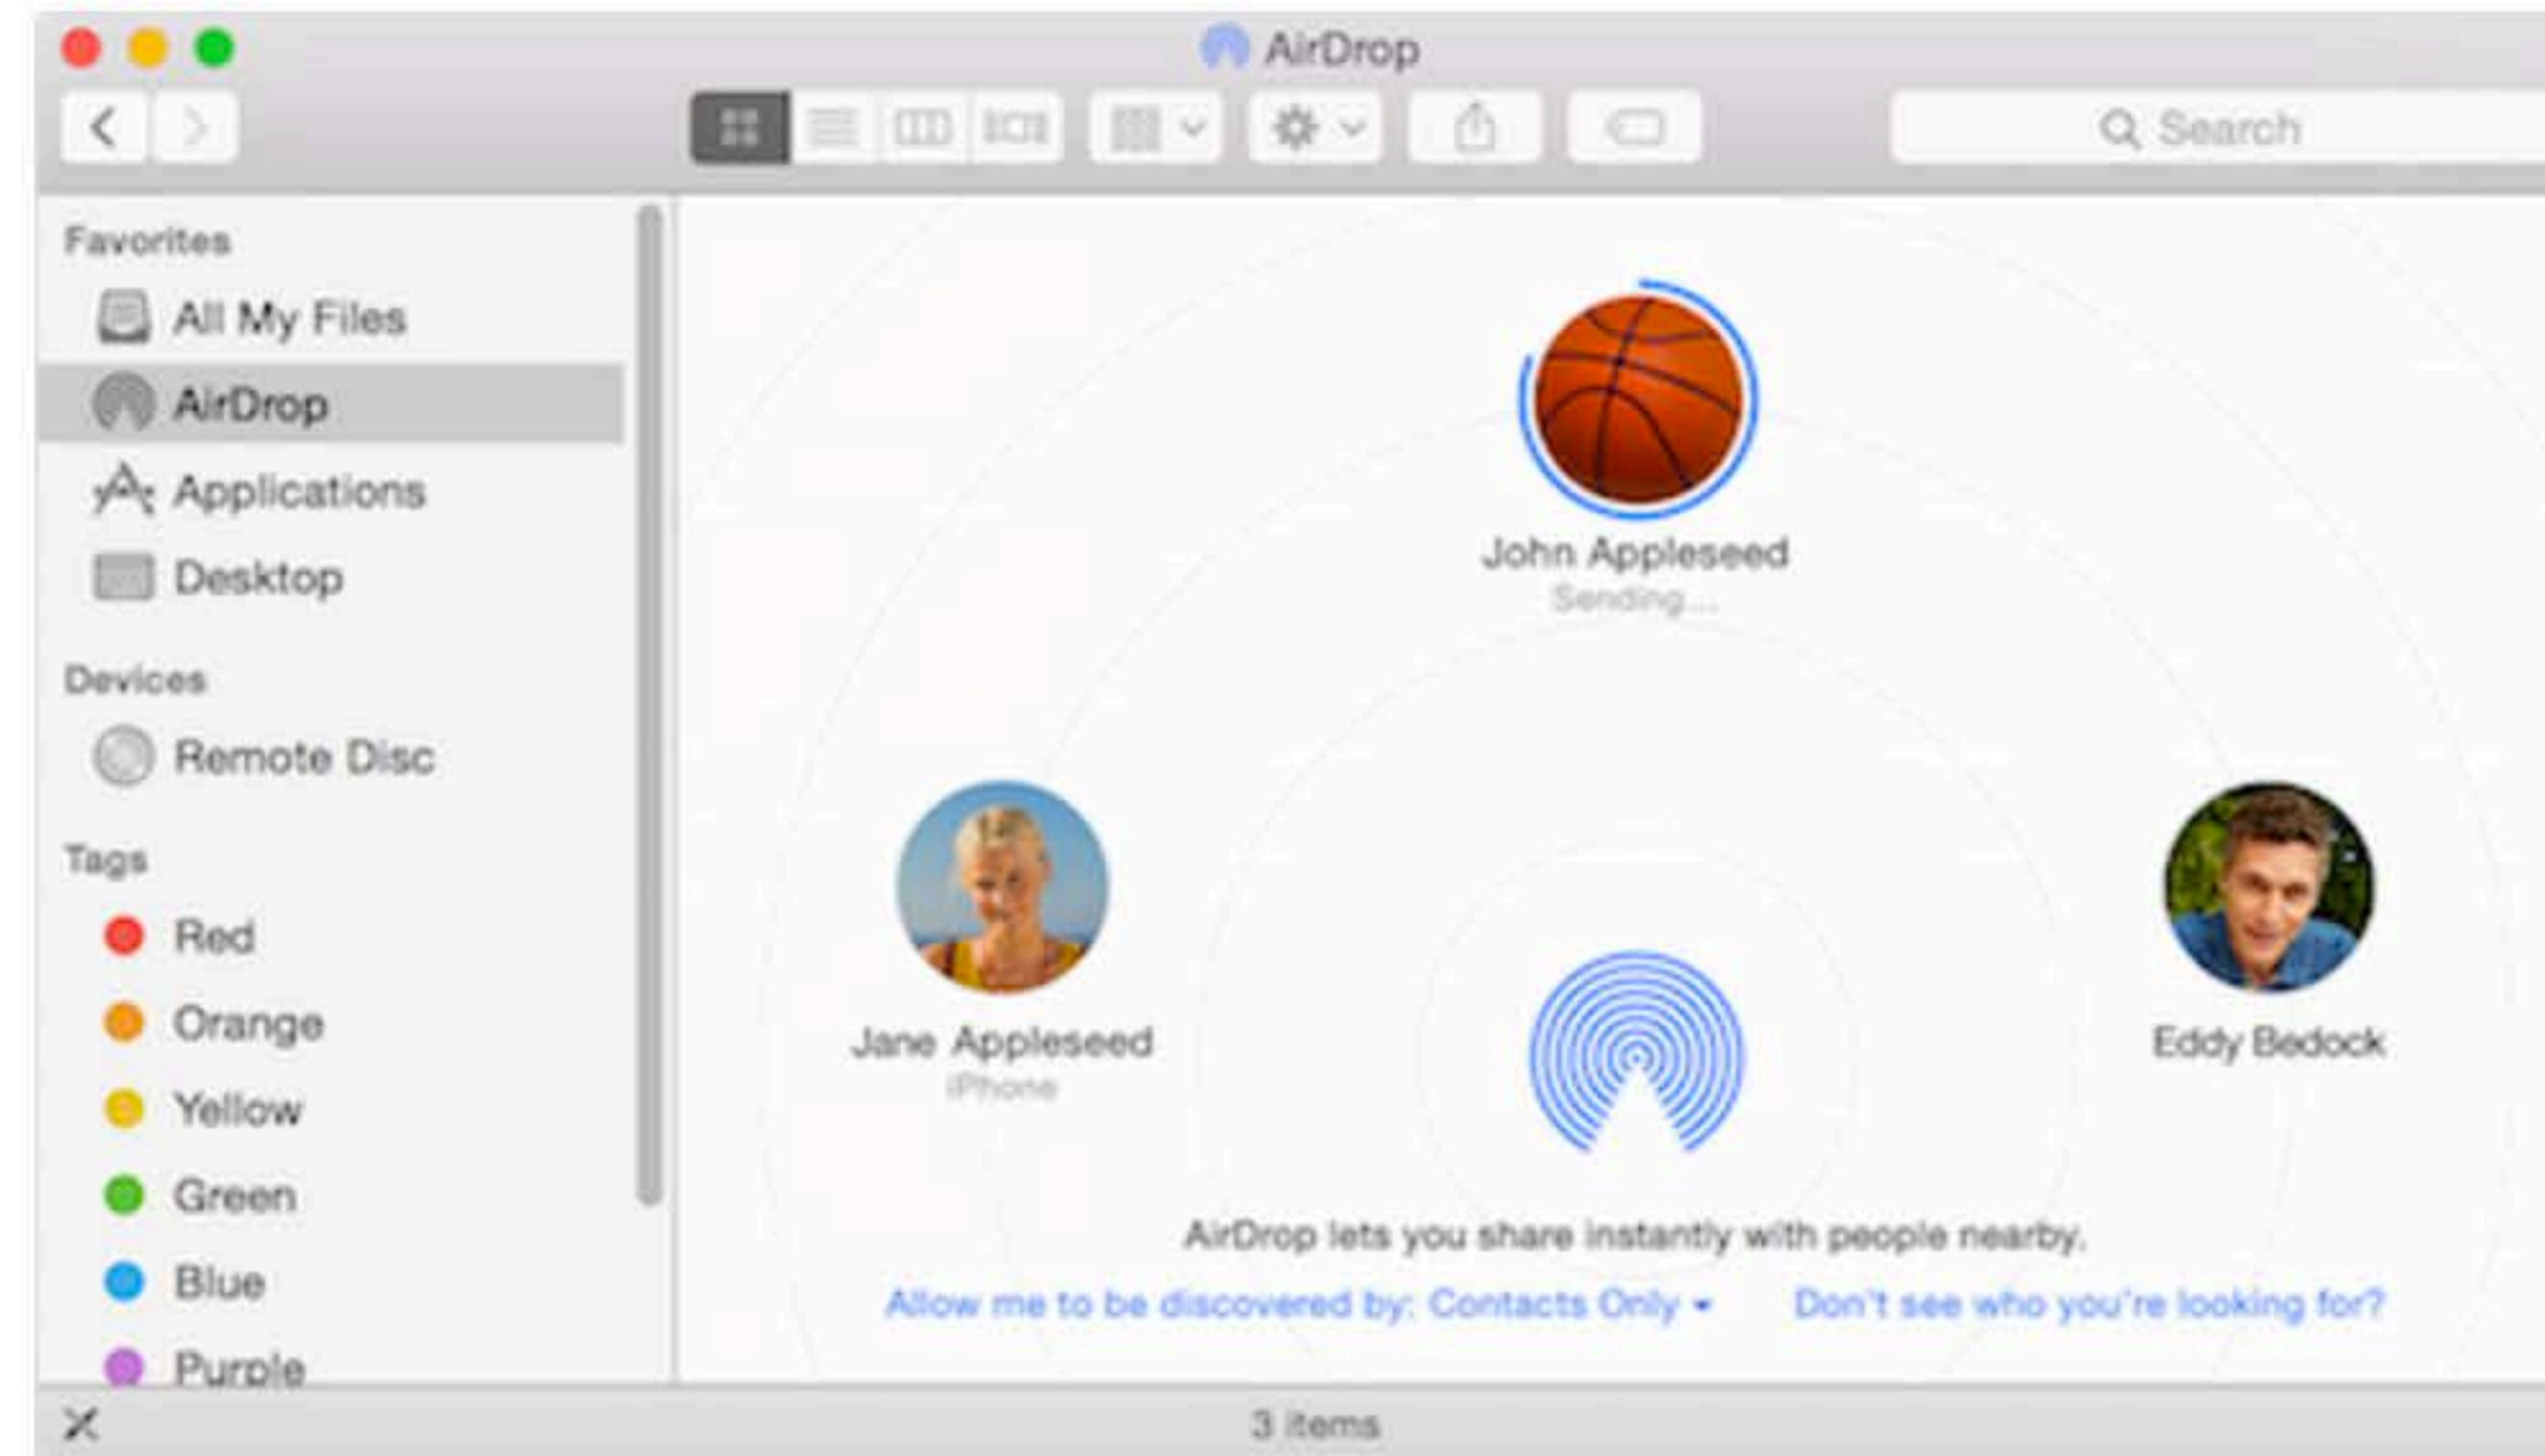 AirDrop
Search
Favorites
All My Files
AirDrop
Applications
Desktop
Devices
Remote Disc
Tags
Red
Orange
Yellow
Green
Blue
Purple
John Appleseed
Sending...
Jane Appleseed
iPhone
Eddy Bedock
AirDrop lets you share instantly with people nearby.
Allow me to be discovered by: Contacts Only
Don't see who you're looking for?
3 items